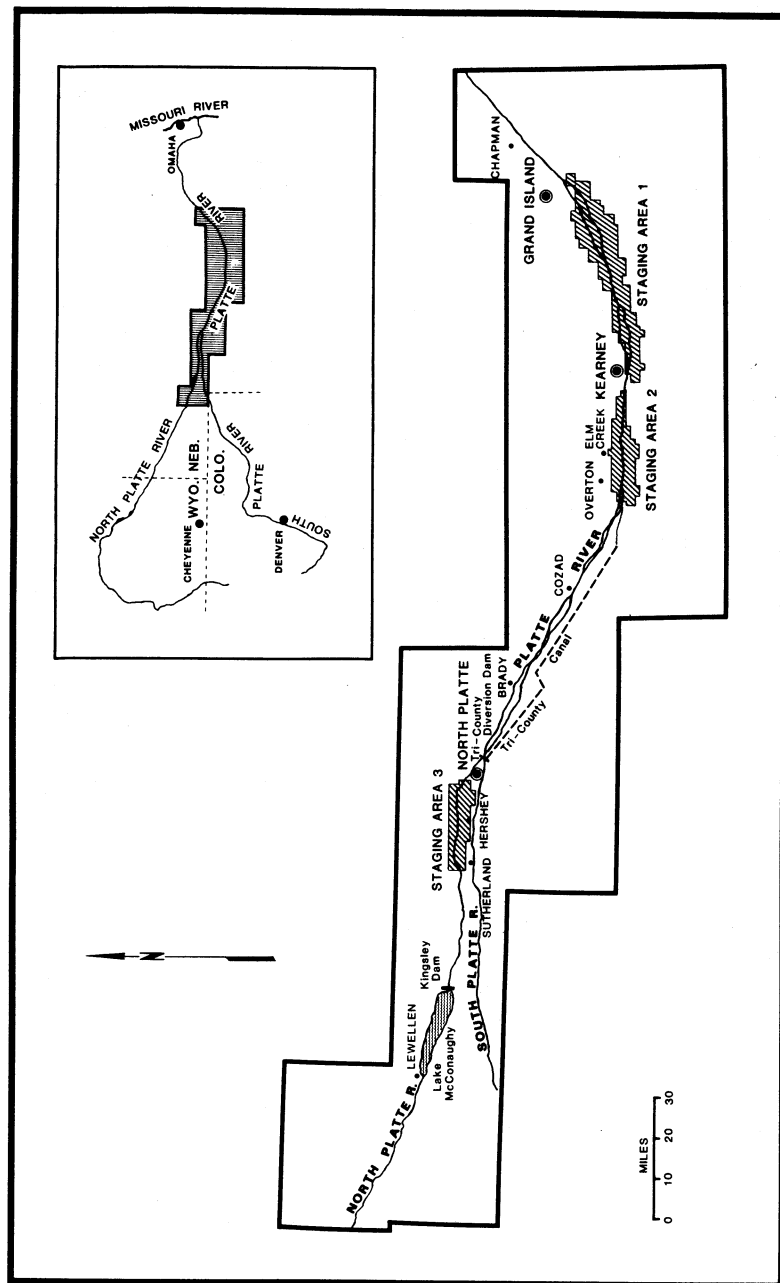 MISSOURI RIVER
OMAHA
RIVER
PLATTE
NORTH PLATTE RIVER
WYO. NEB.
COLO.
CHEYENNE
RIVER
PLATTE
SOUTH
DENVER
CHAPMAN
GRAND ISLAND
STAGING AREA 1
KEARNEY
ELM
CREEK
OVERTON
STAGING AREA 2
COZAD
PLATTE RIVER
BRADY
Canal
Tri-County
NORTH PLATTE
Tri-County
Diversion Dam
STAGING AREA 3
HERSHEY
SUTHERLAND
SOUTH PLATTE R.
Kingsley
Dam
LEWELLEN
Lake
McConaughy
NORTH PLATTE R.
N
MILES
0 10 20 30